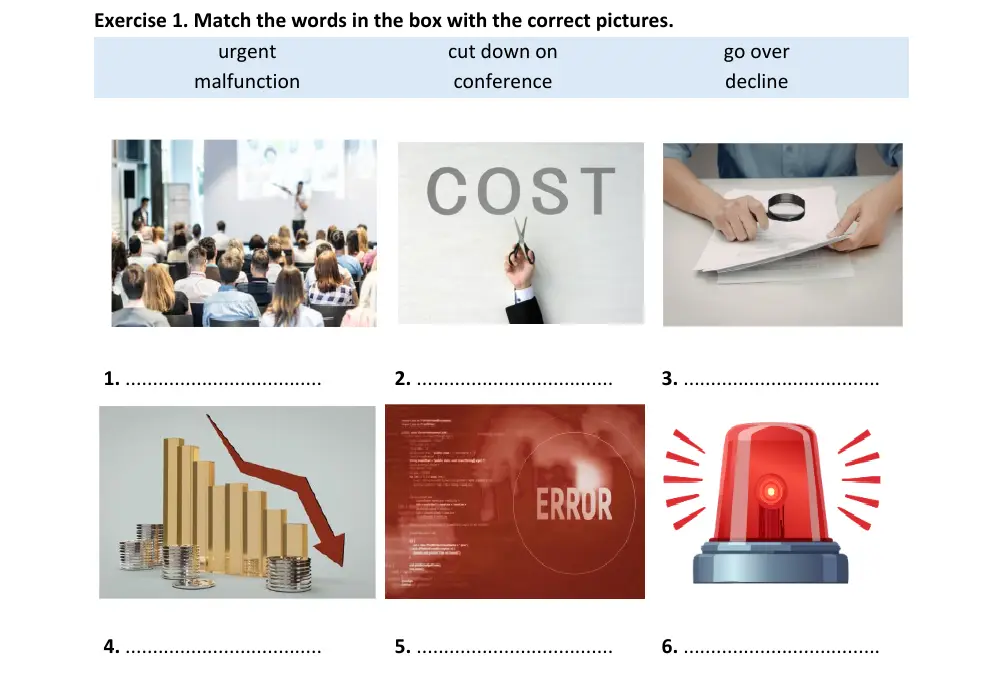 Exercise 1. Match the words in the box with the correct pictures.
urgent cut down on go over
malfunction conference decline
COST
1. ....................................
2. ....................................
3. ....................................
ERROR
4. ....................................
5. ....................................
6. ....................................